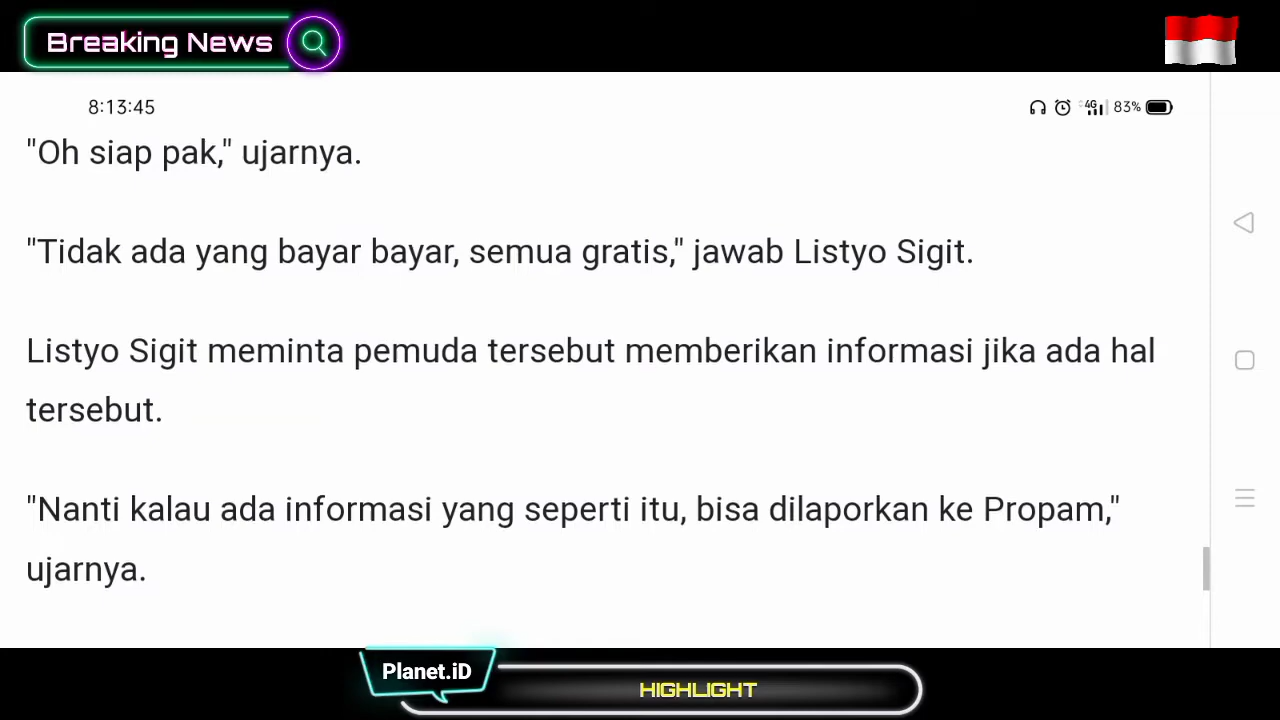 Breaking News
8:13:45
4G
83%
"Oh siap pak," ujarnya.
"Tidak ada yang bayar bayar, semua gratis," jawab Listyo Sigit.
Listyo Sigit meminta pemuda tersebut memberikan informasi jika ada hal
tersebut.
"Nanti kalau ada informasi yang seperti itu, bisa dilaporkan ke Propam,"
ujarnya.
Planet.iD
HIGHLIGHT